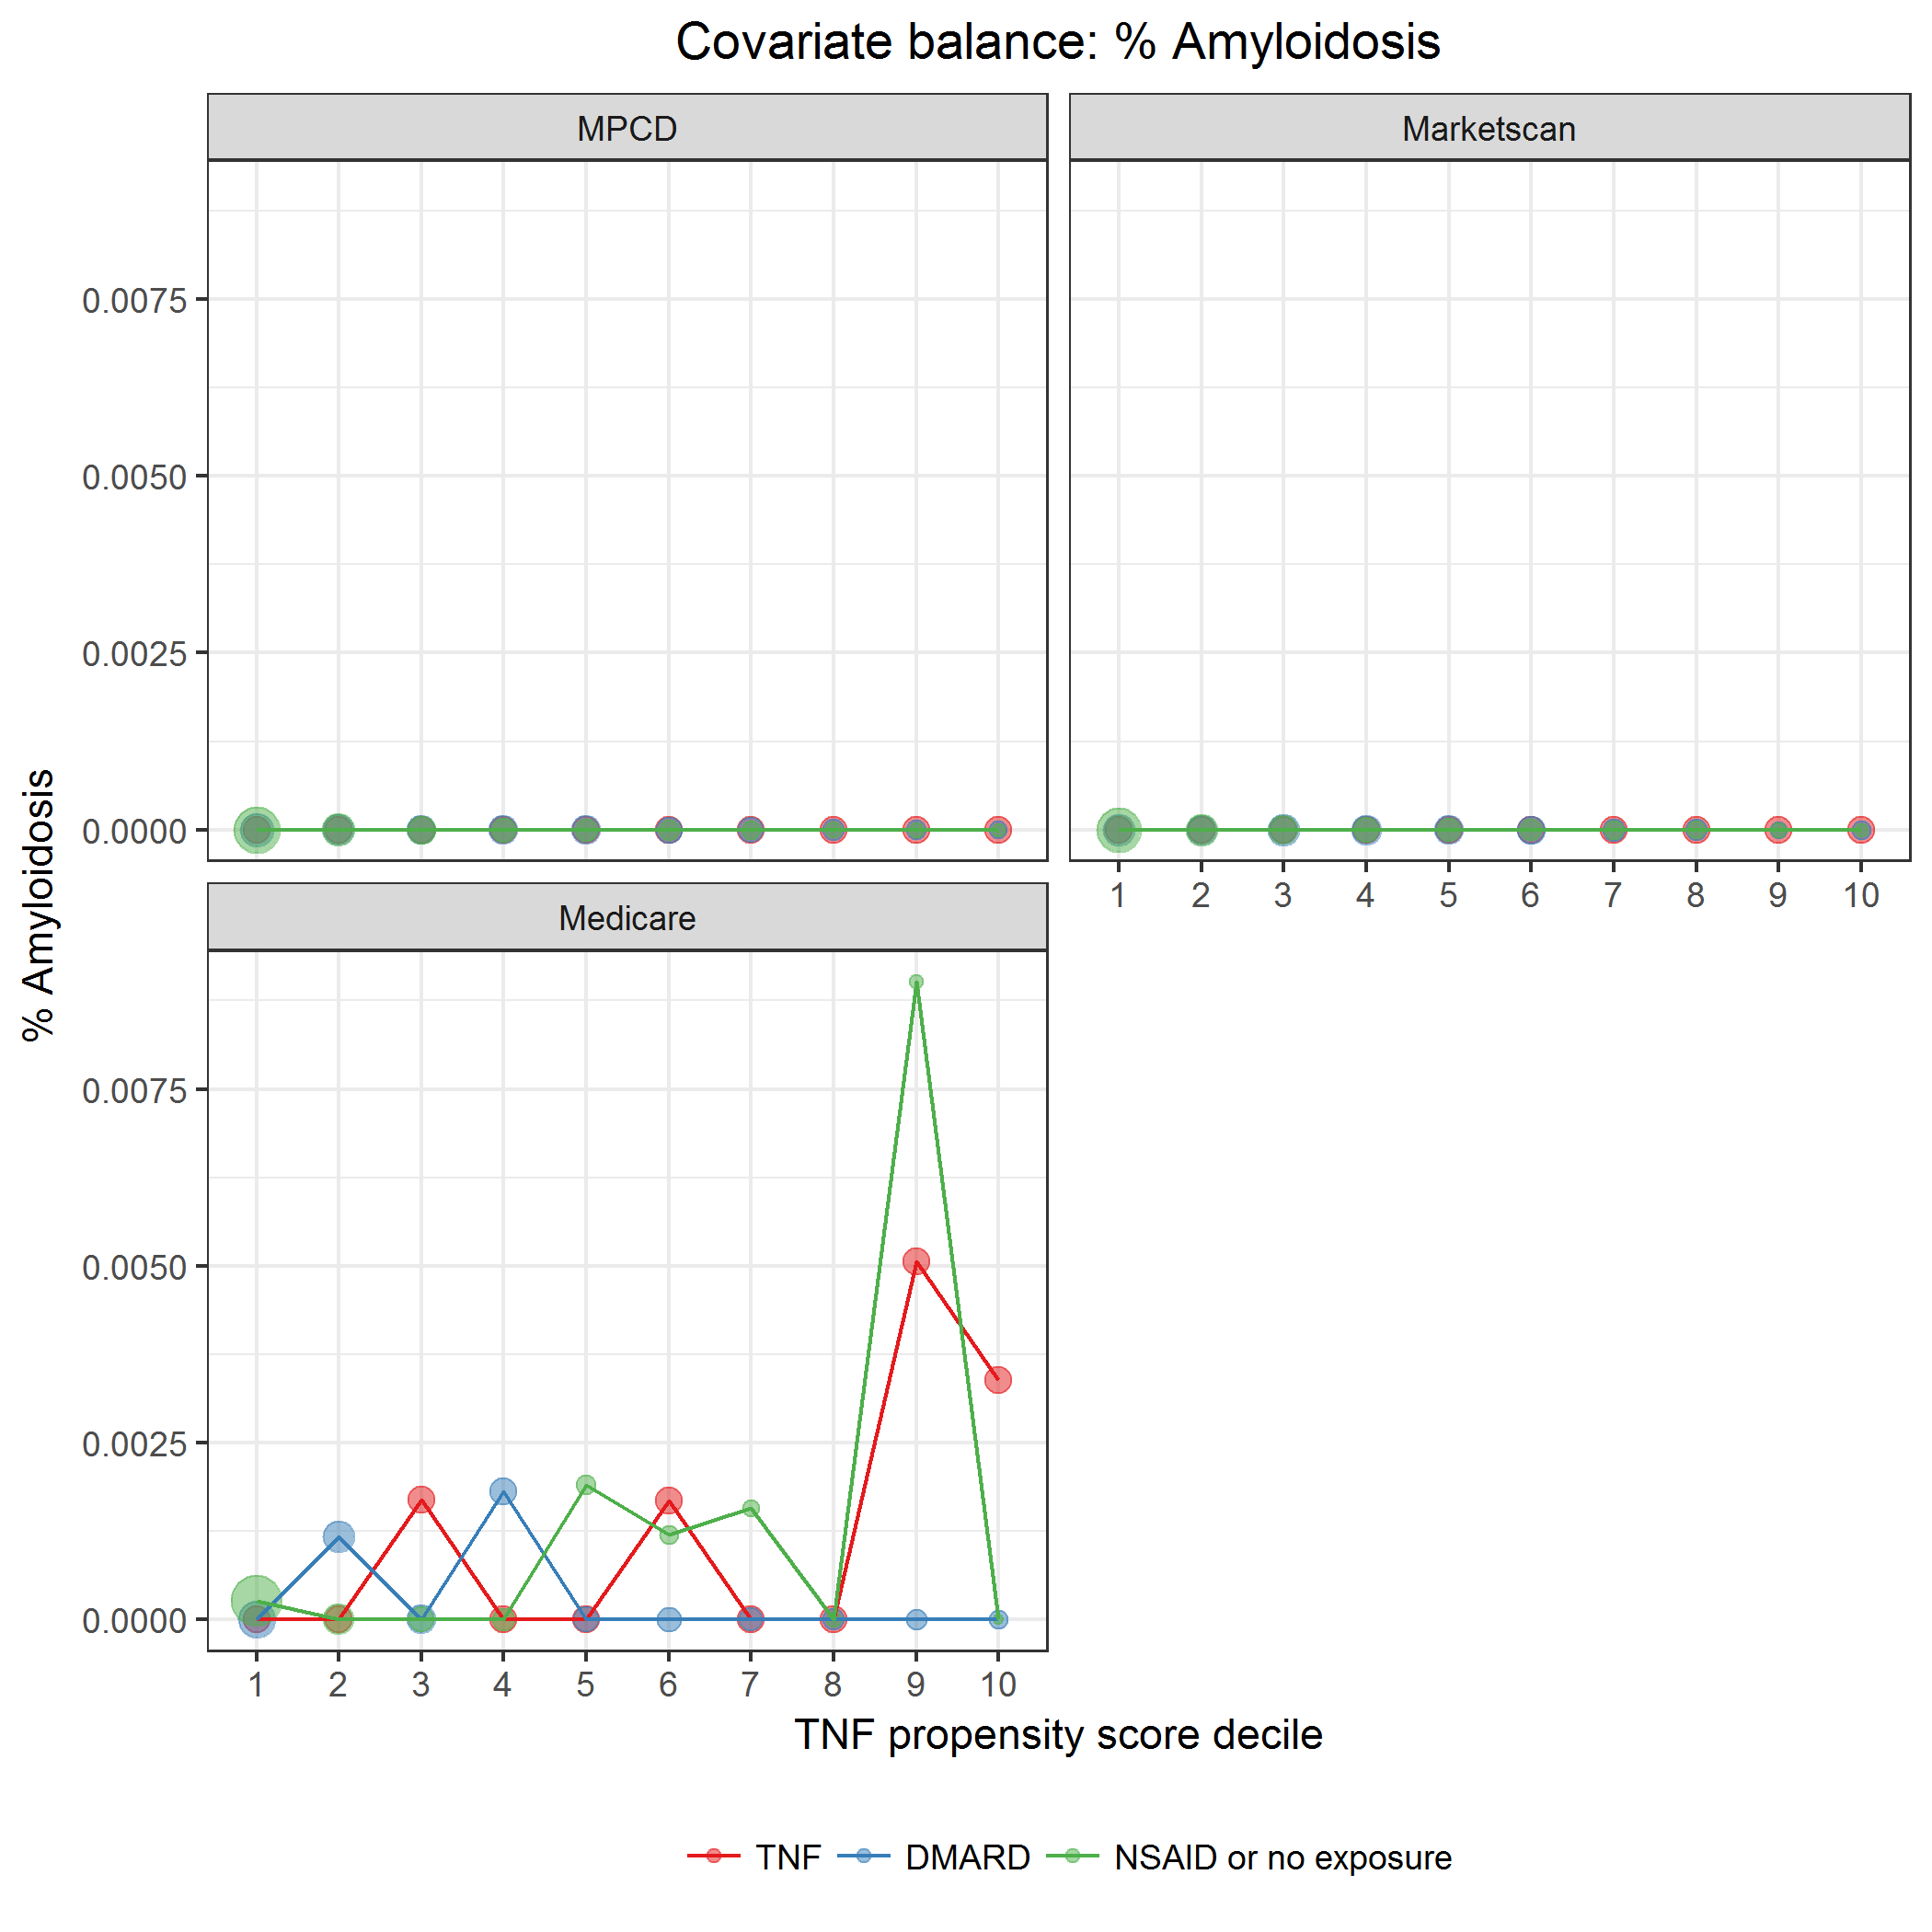 Covariate balance: % Amyloidosis
MPCD
Marketscan
0.0075
0.0050
0.0025
0.0000
1 2 3 4 5 6 7 8 9 10
Medicare
% Amyloidosis
0.0075
0.0050
0.0025
0.0000
1 2 3 4 5 6 7 8 9 10
TNF propensity score decile
TNF DMARD NSAID or no exposure